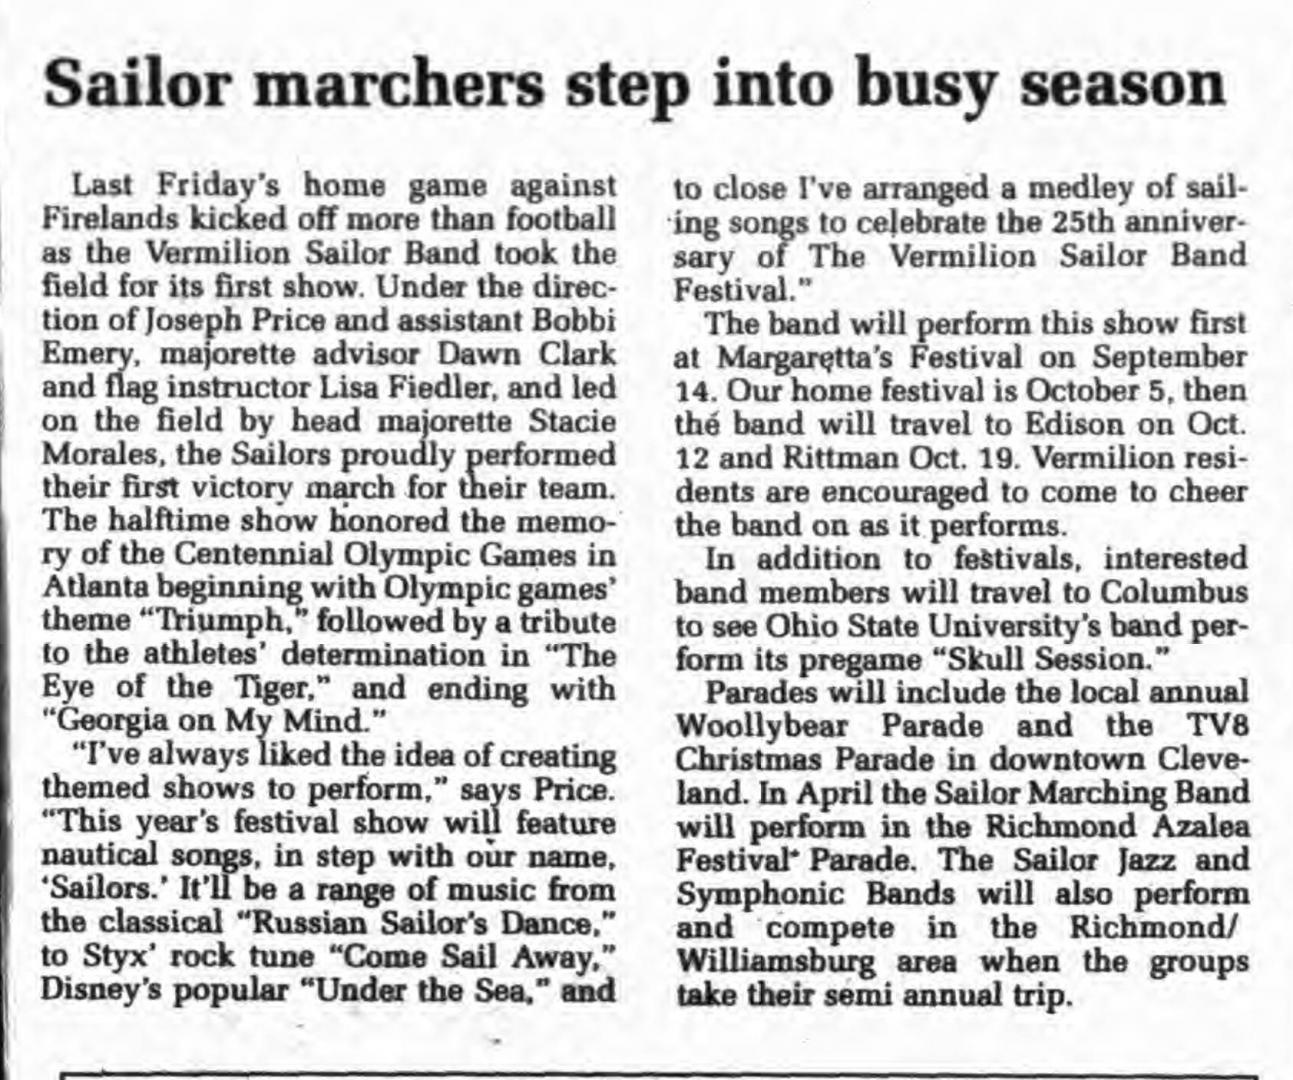 Sailor marchers step into busy season
Last Friday's home game against
Firelands kicked off more than football
as the Vermilion Sailor Band took the
field for its first show. Under the direc-
tion of Joseph Price and assistant Bobbi
Emery, majorette advisor Dawn Clark
and flag instructor Lisa Fiedler, and led
on the field by head majorette Stacie
Morales, the Sailors proudly performed
their first victory march for their team.
The halftime show honored the memo-
ry of the Centennial Olympic Games in
Atlanta beginning with Olympic games'
theme "Triumph," followed by a tribute
to the athletes' determination in "The
Eye of the Tiger," and ending with
"Georgia on My Mind."
"I've always liked the idea of creating
themed shows to perform," says Price.
"This year's festival show will feature
nautical songs, in step with our name,
'Sailors.' It'll be a range of music from
the classical "Russian Sailor's Dance,"
to Styx' rock tune "Come Sail Away,"
Disney's popular "Under the Sea," and
to close I've arranged a medley of sail-
ing songs to celebrate the 25th anniver-
sary of The Vermilion Sailor Band
Festival."
The band will perform this show first
at Margaretta's Festival on September
14. Our home festival is October 5, then
the band will travel to Edison on Oct.
12 and Rittman Oct. 19. Vermilion resi-
dents are encouraged to come to cheer
the band on as it performs.
In addition to festivals, interested
band members will travel to Columbus
to see Ohio State University's band per-
form its pregame "Skull Session."
Parades will include the local annual
Woollybear Parade and the TV8
Christmas Parade in downtown Cleve-
land. In April the Sailor Marching Band
will perform in the Richmond Azalea
Festival Parade. The Sailor Jazz and
Symphonic Bands will also perform
and compete in the Richmond/
Williamsburg area when the groups
take their semi annual trip.